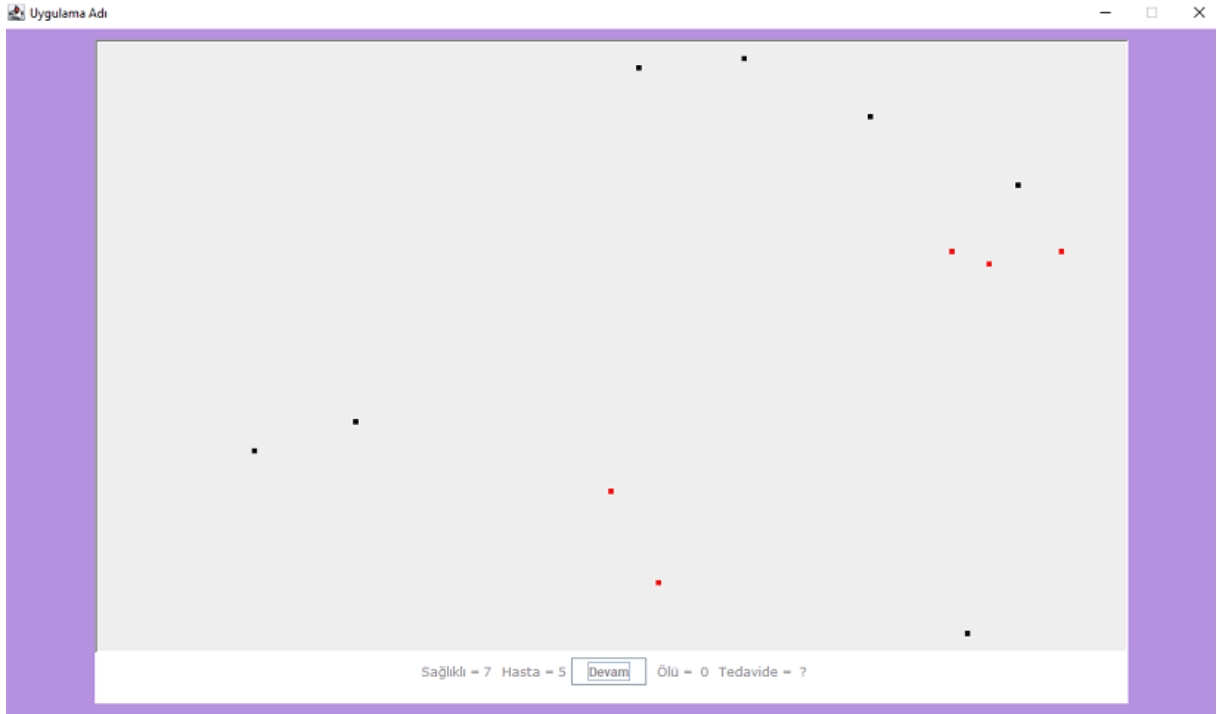 Uygulama Adı
Sağlıklı = 7 Hasta = 5 Devam Ölü = 0 Tedavide = ?